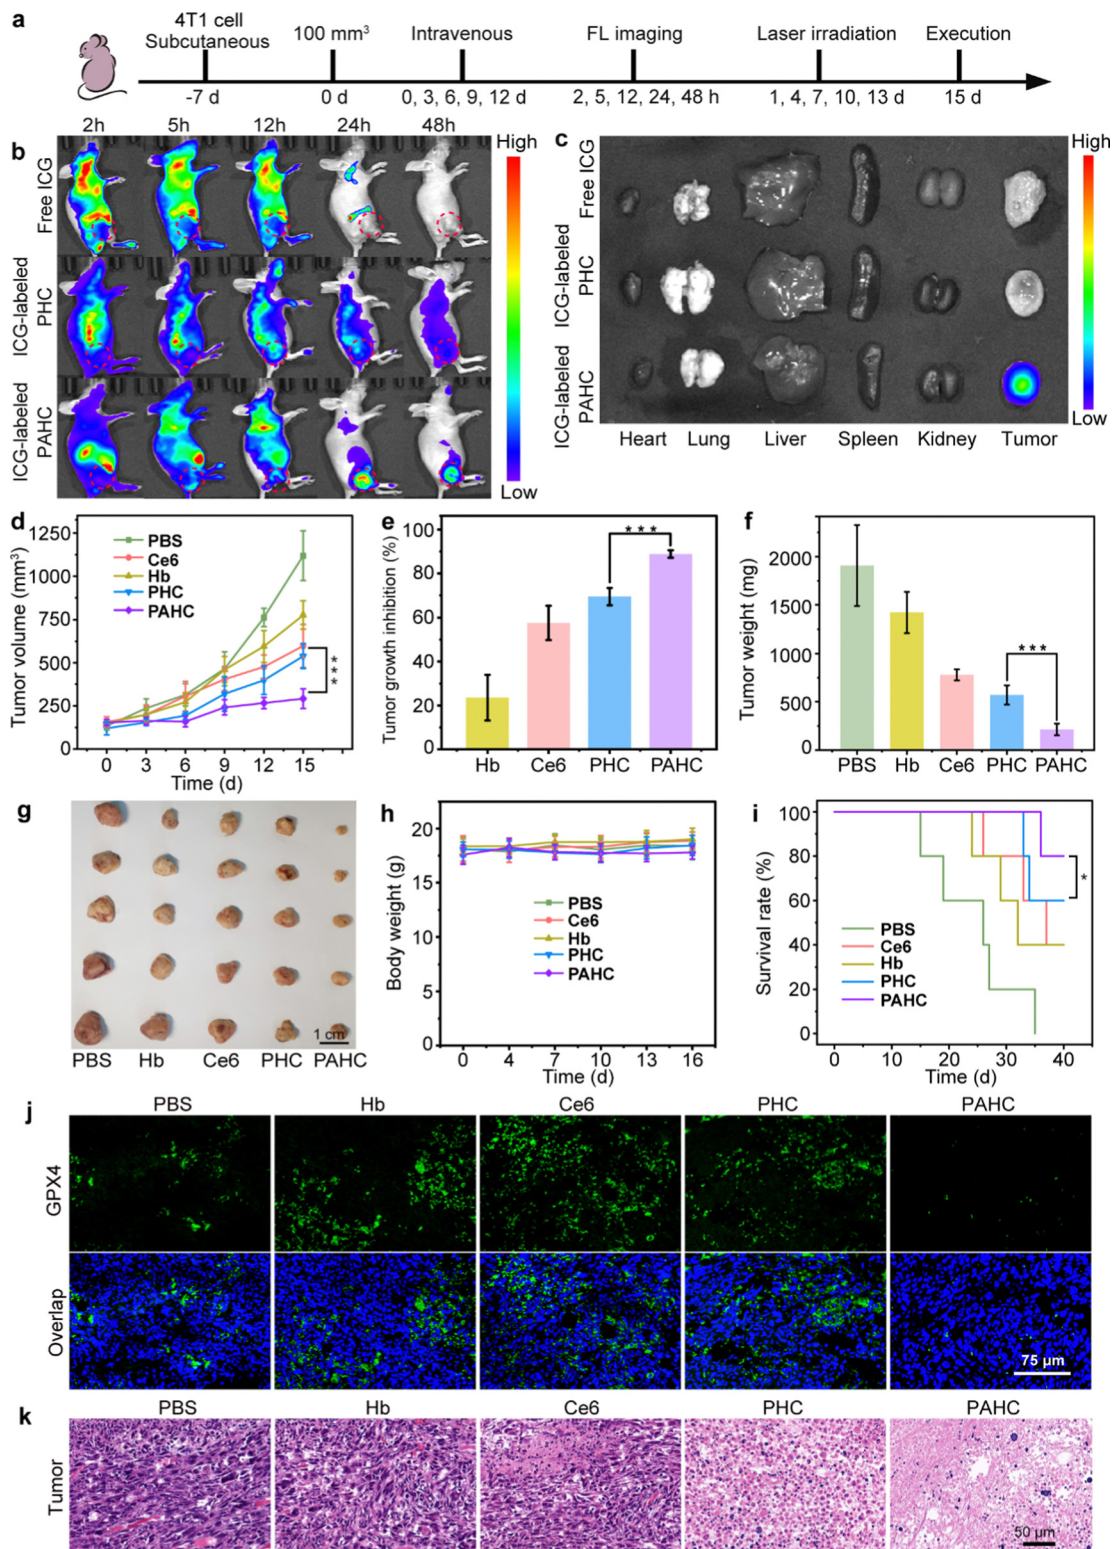 a
4T1 cell
Subcutaneous
100 mm³
Intravenous
FL imaging
Laser irradiation
Execution
-7 d
0 d
0, 3, 6, 9, 12 d
2, 5, 12, 24, 48 h
1, 4, 7, 10, 13 d
15 d
b
2h
5h
12h
24h
48h
Free ICG
ICG-labeled
PHC
ICG-labeled
PAHC
High
Low
c
Free ICG
ICG-labeled
PHC
ICG-labeled
PAHC
Heart
Lung
Liver
Spleen
Kidney
Tumor
High
Low
d
Tumor volume (mm³)
1250
1000
750
500
250
0
PBS
Ce6
Hb
PHC
PAHC
***
0
3
6
9
12
15
Time (d)
e
Tumor growth inhibition (%)
100
80
60
40
20
0
***
Hb
Ce6
PHC
PAHC
f
Tumor weight (mg)
2000
1500
1000
500
0
***
PBS
Hb
Ce6
PHC
PAHC
g
1 cm
PBS
Hb
Ce6
PHC
PAHC
h
Body weight (g)
20
15
10
5
0
PBS
Ce6
Hb
PHC
PAHC
0
4
7
10
13
16
Time (d)
i
Survival rate (%)
100
80
60
40
20
0
PBS
Ce6
Hb
PHC
PAHC
*
0
10
20
30
40
Time (d)
j
PBS
Hb
Ce6
PHC
PAHC
GPX4
Overlap
75 µm
k
PBS
Hb
Ce6
PHC
PAHC
Tumor
50 µm